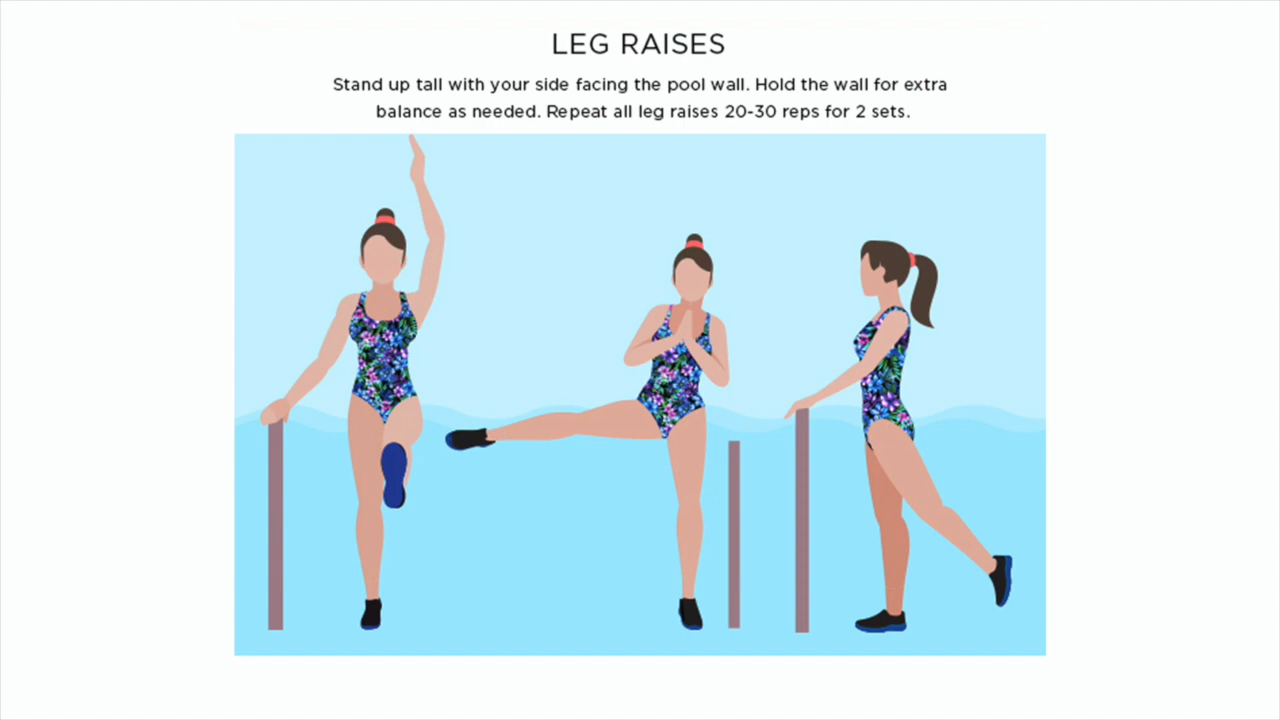 LEG RAISES
Stand up tall with your side facing the pool wall. Hold the wall for extra
balance as needed. Repeat all leg raises 20-30 reps for 2 sets.